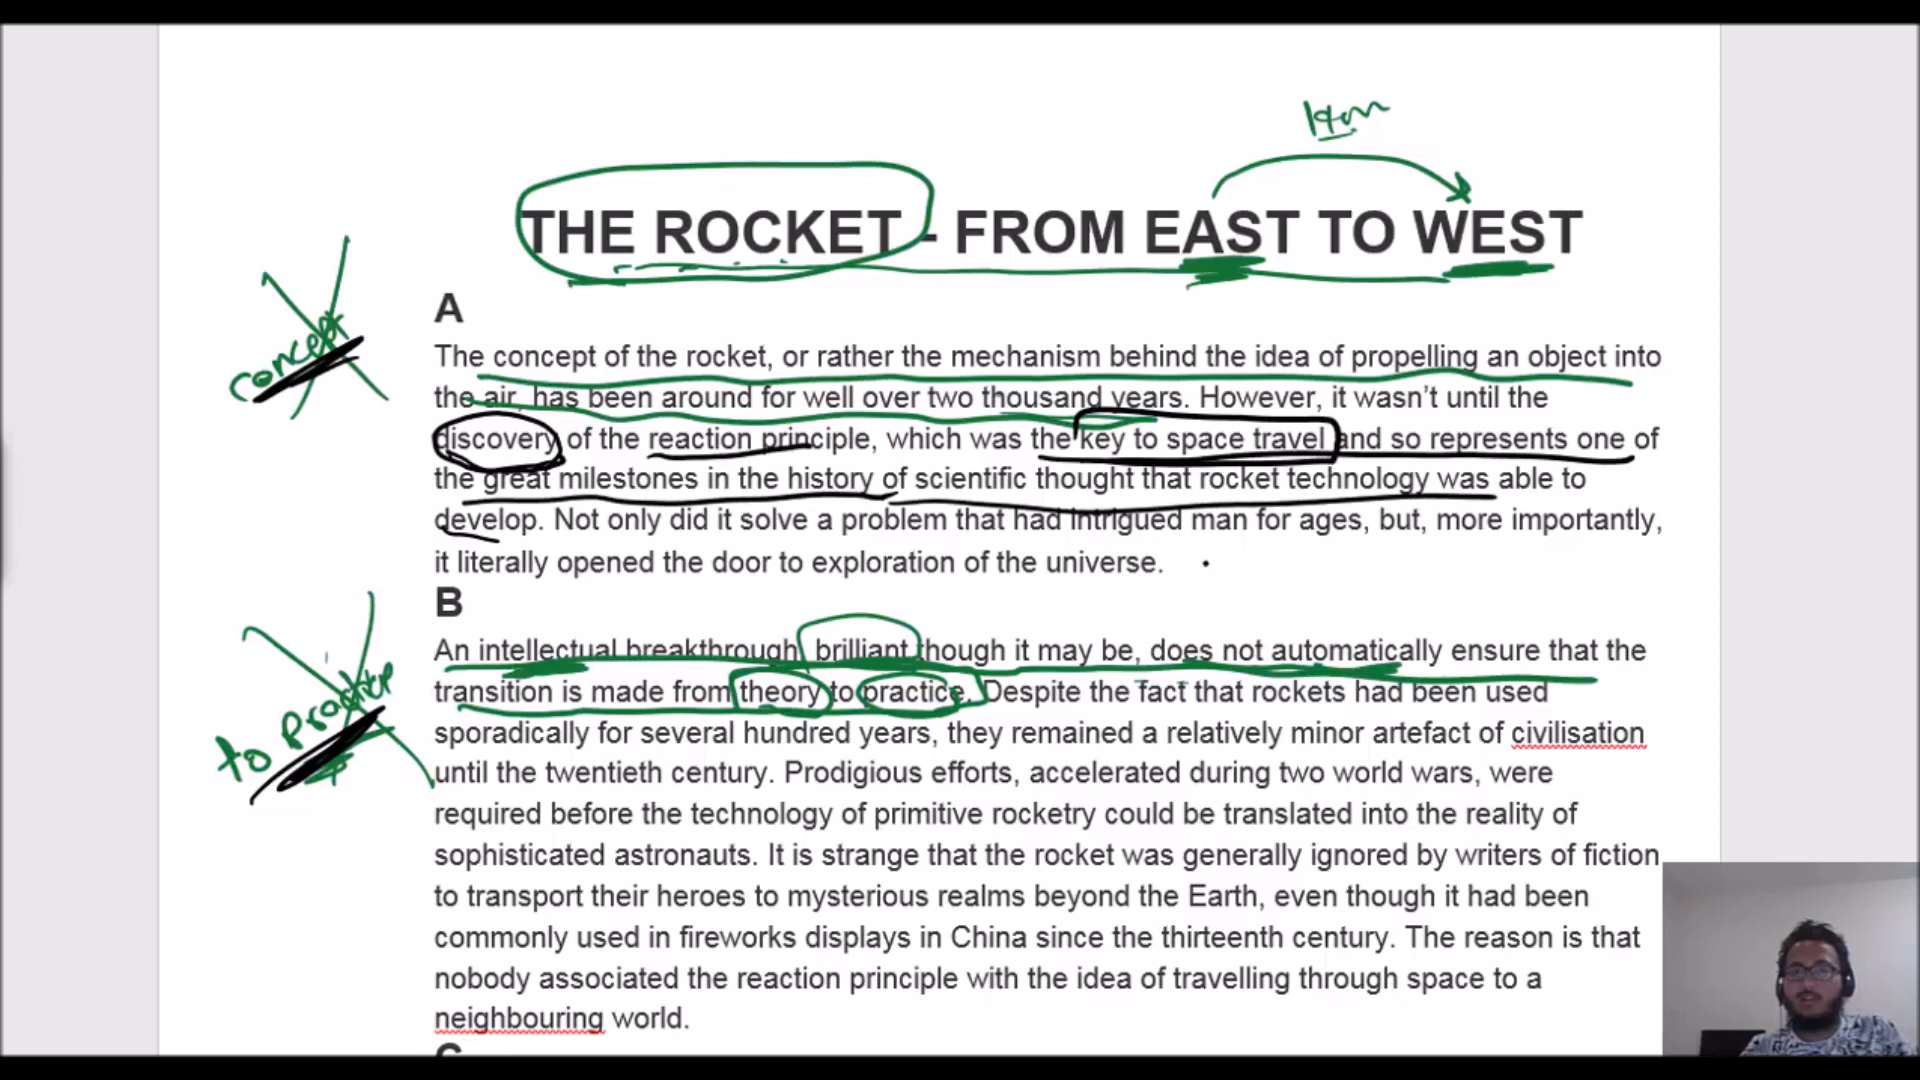 THE ROCKET - FROM EAST TO WEST
A
concept
The concept of the rocket, or rather the mechanism behind the idea of propelling an object into
the air, has been around for well over two thousand years. However, it wasn't until the
discovery of the reaction principle, which was the key to space travel and so represents one of
the great milestones in the history of scientific thought that rocket technology was able to
develop. Not only did it solve a problem that had intrigued man for ages, but, more importantly,
it literally opened the door to exploration of the universe.
B
to practice
An intellectual breakthrough, brilliant though it may be, does not automatically ensure that the
transition is made from theory to practice. Despite the fact that rockets had been used
sporadically for several hundred years, they remained a relatively minor artefact of civilisation
until the twentieth century. Prodigious efforts, accelerated during two world wars, were
required before the technology of primitive rocketry could be translated into the reality of
sophisticated astronauts. It is strange that the rocket was generally ignored by writers of fiction
to transport their heroes to mysterious realms beyond the Earth, even though it had been
commonly used in fireworks displays in China since the thirteenth century. The reason is that
nobody associated the reaction principle with the idea of travelling through space to a
neighbouring world.
C